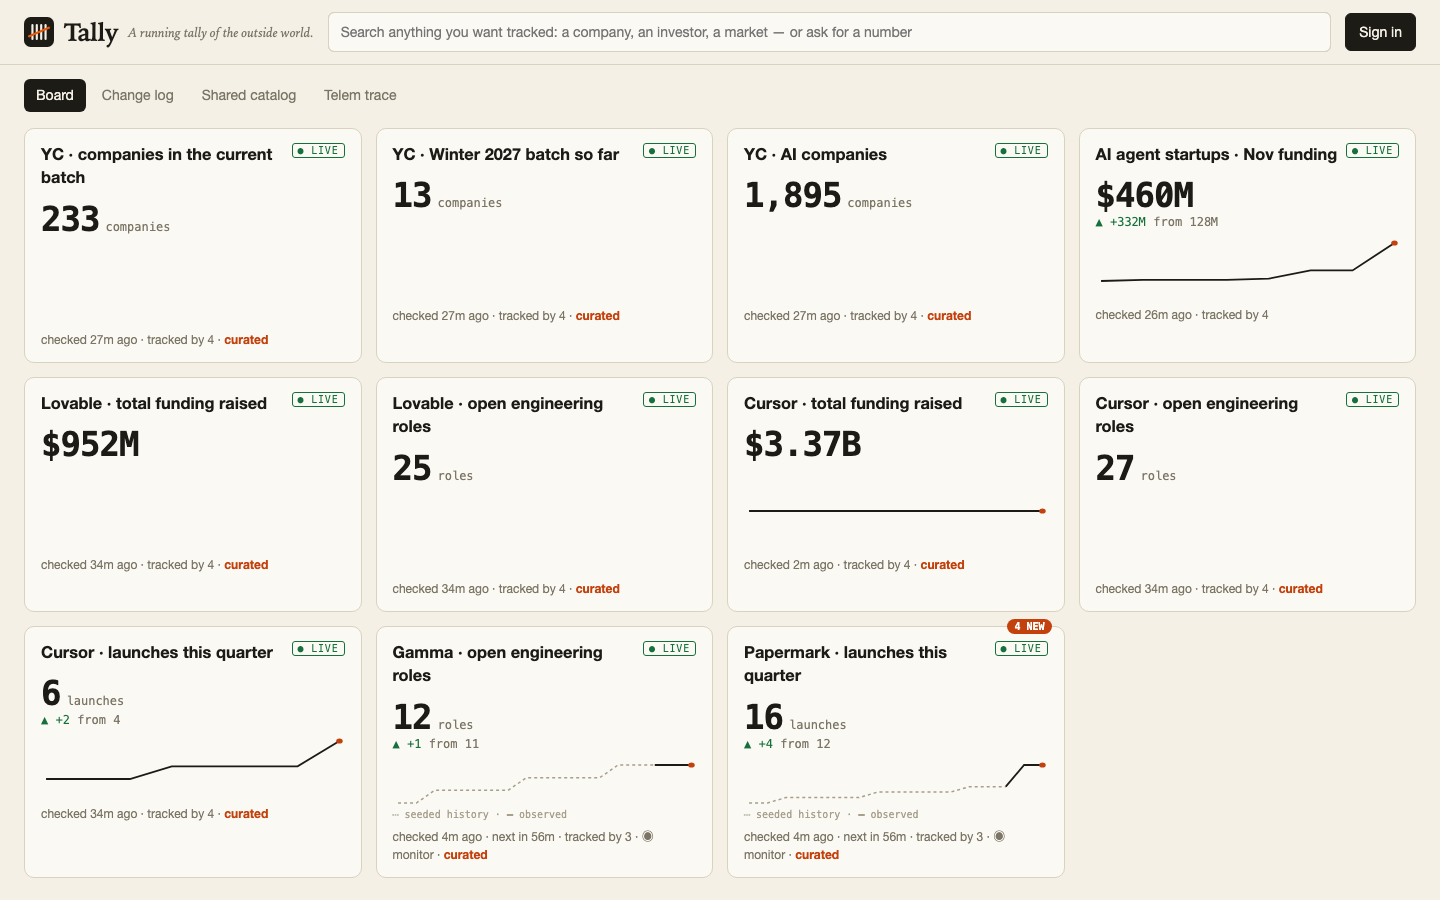 Tally A running tally of the outside world.
Search anything you want tracked: a company, an investor, a market — or ask for a number
Sign in
Board Change log Shared catalog Telem trace
YC · companies in the current batch
● LIVE
233 companies
checked 27m ago · tracked by 4 · curated
YC · Winter 2027 batch so far
● LIVE
13 companies
checked 27m ago · tracked by 4 · curated
YC · AI companies
● LIVE
1,895 companies
checked 27m ago · tracked by 4 · curated
AI agent startups · Nov funding
● LIVE
$460M
▲ +332M from 128M
checked 26m ago · tracked by 4
Lovable · total funding raised
● LIVE
$952M
checked 34m ago · tracked by 4 · curated
Lovable · open engineering
roles
● LIVE
25 roles
checked 34m ago · tracked by 4 · curated
Cursor · total funding raised
● LIVE
$3.37B
checked 2m ago · tracked by 4 · curated
Cursor · open engineering
roles
● LIVE
27 roles
checked 34m ago · tracked by 4 · curated
Cursor · launches this quarter
● LIVE
6 launches
▲ +2 from 4
checked 34m ago · tracked by 4 · curated
Gamma · open engineering
roles
● LIVE
12 roles
▲ +1 from 11
┄ seeded history · — observed
checked 4m ago · next in 56m · tracked by 3 · ◉
monitor · curated
4 NEW
Papermark · launches this
quarter
● LIVE
16 launches
▲ +4 from 12
┄ seeded history · — observed
checked 4m ago · next in 56m · tracked by 3 · ◉
monitor · curated